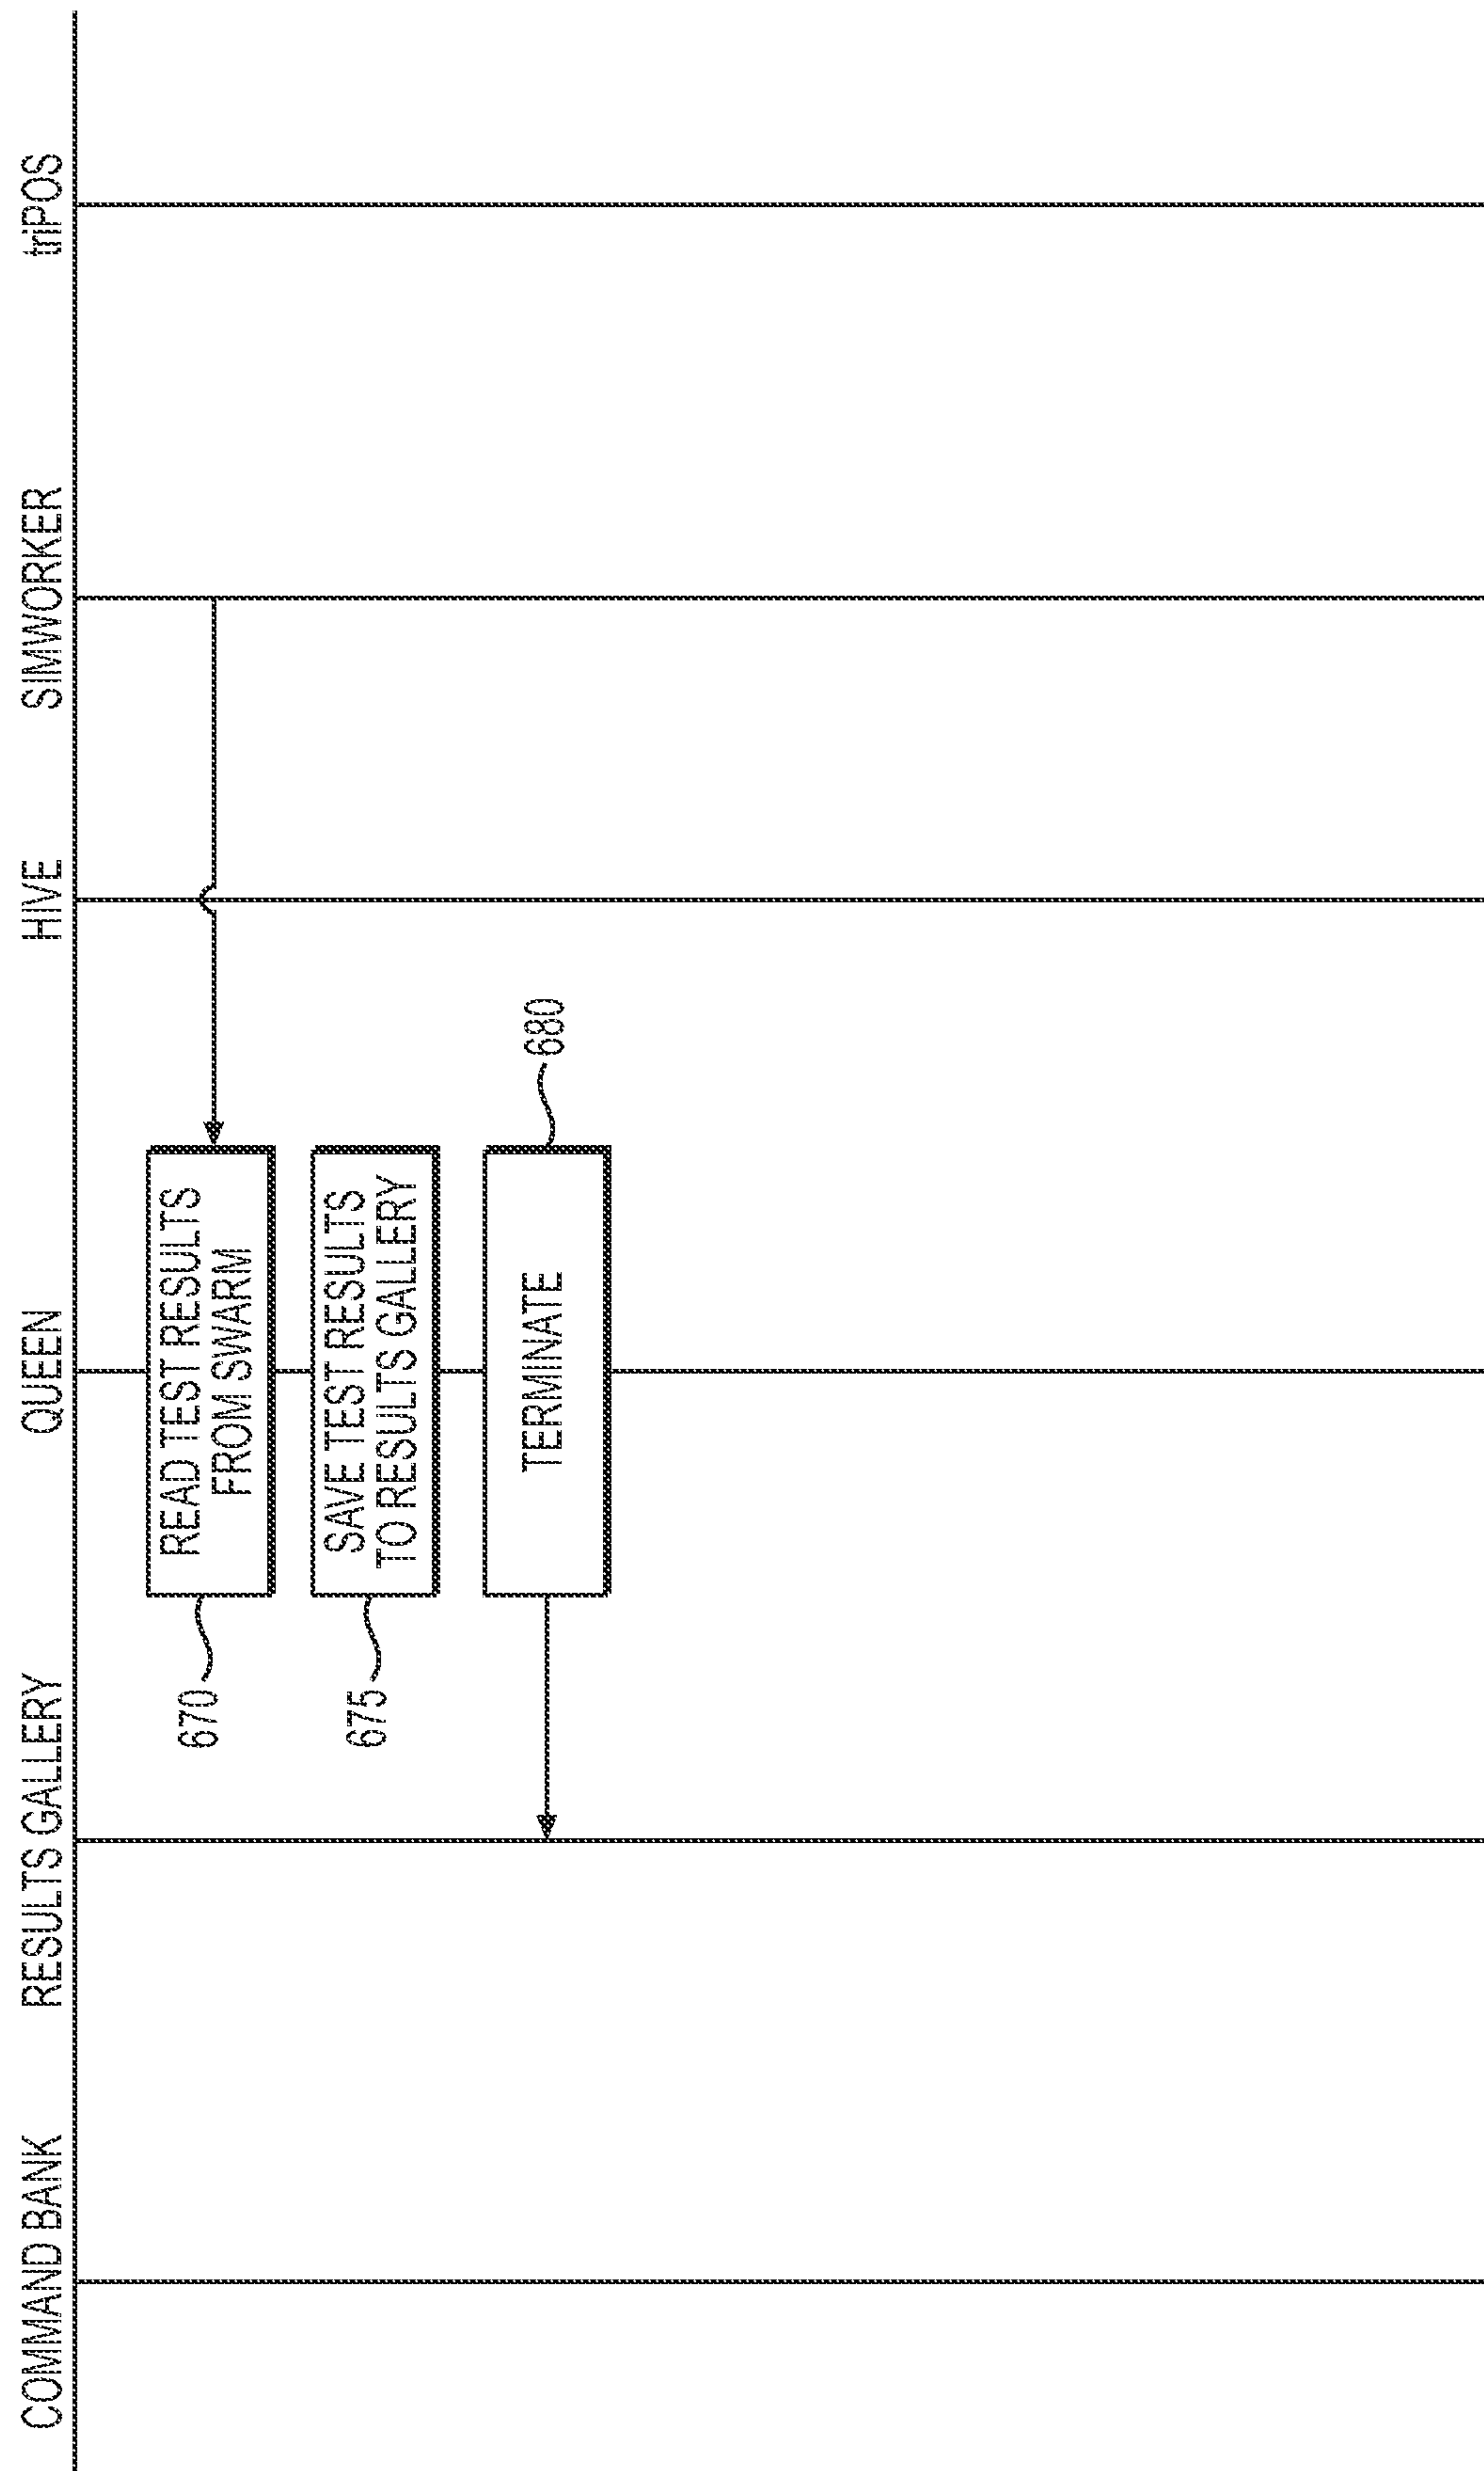 COMMAND BANK
RESULTS GALLERY
QUEEN
HIVE
SIMWORKER
triPOS
670
READ TEST RESULTS
FROM SWARM
675
SAVE TEST RESULTS
TO RESULTS GALLERY
TERMINATE
680